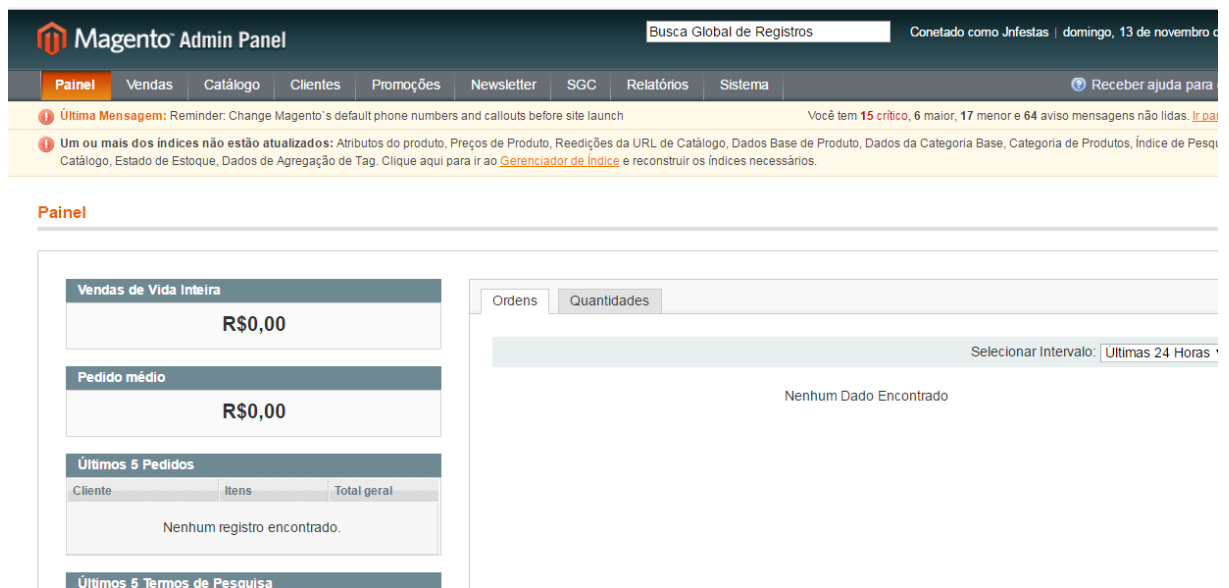 Magento Admin Panel
Busca Global de Registros
Conetado como Jnfestas | domingo, 13 de novembro
Painel Vendas Catálogo Clientes Promoções Newsletter SGC Relatórios Sistema
Receber ajuda para
Última Mensagem: Reminder: Change Magento`s default phone numbers and callouts before site launch
Você tem 15 crítico, 6 maior, 17 menor e 64 aviso mensagens não lidas. Ir
Um ou mais dos índices não estão atualizados: Atributos do produto, Preços de Produto, Reedições da URL de Catálogo, Dados Base de Produto, Dados da Categoria Base, Categoria de Produtos, Índice de
Catálogo, Estado de Estoque, Dados de Agregação de Tag. Clique aqui para ir ao Gerenciador de Índice e reconstruir os índices necessários.
Painel
Vendas de Vida Inteira
R$0,00
Pedido médio
R$0,00
Últimos 5 Pedidos
Cliente Itens Total geral
Nenhum registro encontrado.
Últimos 5 Termos de Pesquisa
Ordens Quantidades
Selecionar Intervalo: Últimas 24 Horas
Nenhum Dado Encontrado